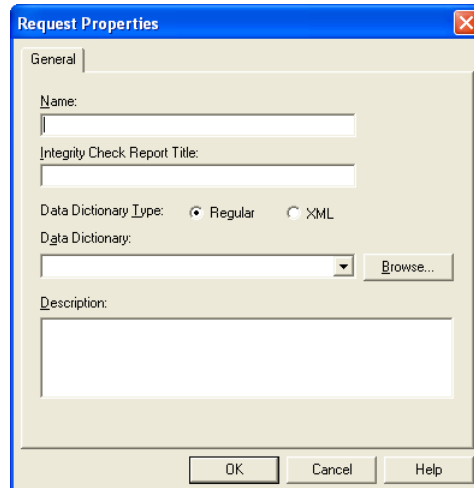 Request Properties
General
Name:
Integrity Check Report Title:
Data Dictionary Type: Regular XML
Data Dictionary:
Browse...
Description:
OK Cancel Help